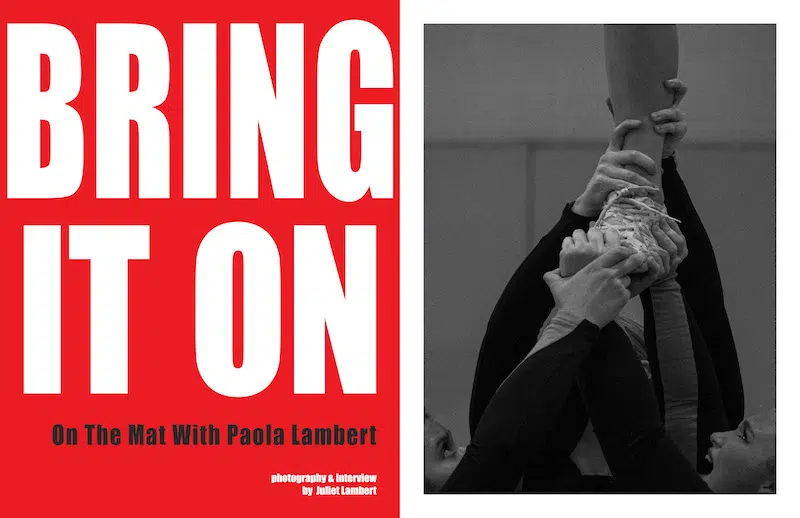 BRING
IT ON
On The Mat With Paola Lambert
photography & interview
by Juliet Lambert